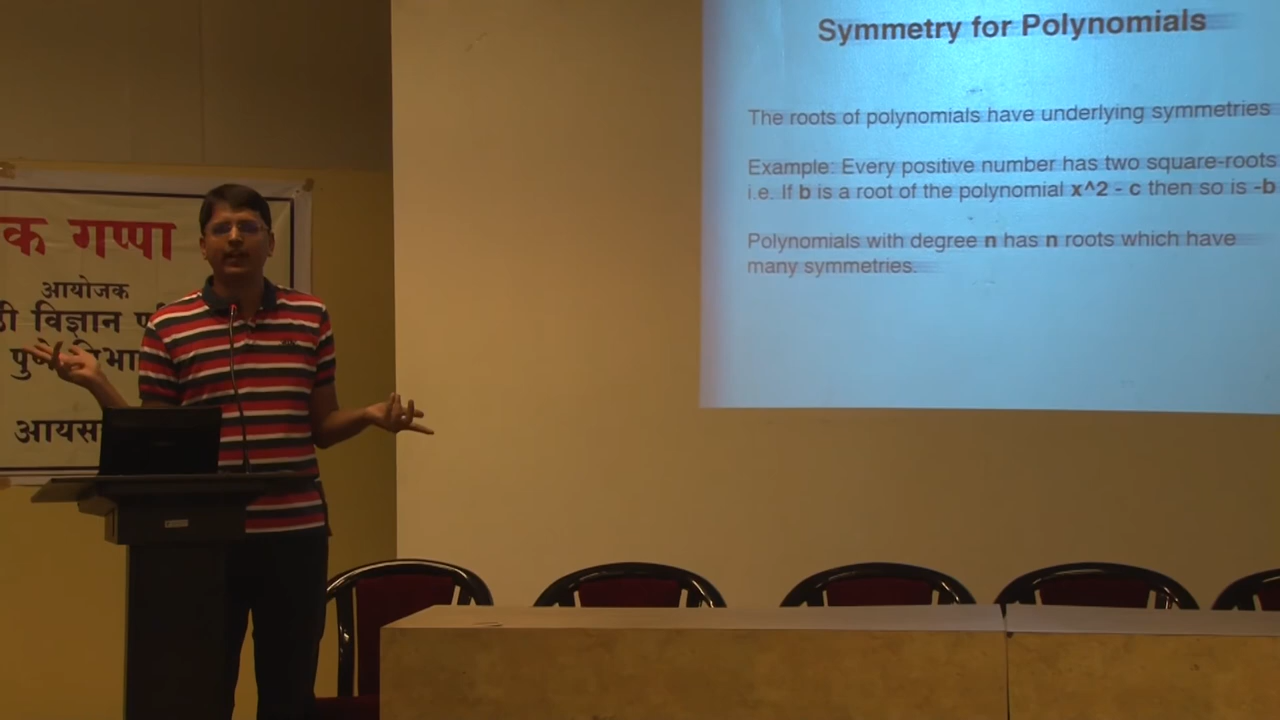 क गप्पा
आयोजक
ठी विज्ञान
पुणे विभा
आयस
Symmetry for Polynomials
The roots of polynomials have underlying symmetries
Example: Every positive number has two square-roots
i.e. If b is a root of the polynomial x^2 - c then so is -b
Polynomials with degree n has n roots which have
many symmetries.